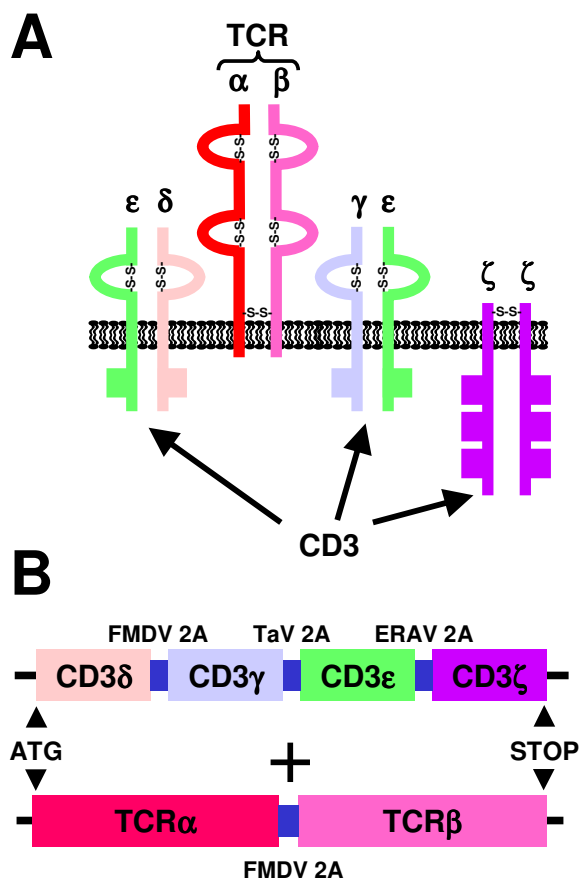 A
TCR
α β
ε δ
γ ε
ζ ζ
-S-S-
-S-S-
-S-S-
-S-S-
-S-S-
-S-S-
-S-S-
-S-S-
-S-S-
-S-S-
CD3
B
FMDV 2A TaV 2A ERAV 2A
CD3δ CD3γ CD3ε CD3ζ
ATG + STOP
TCRα TCRβ
FMDV 2A